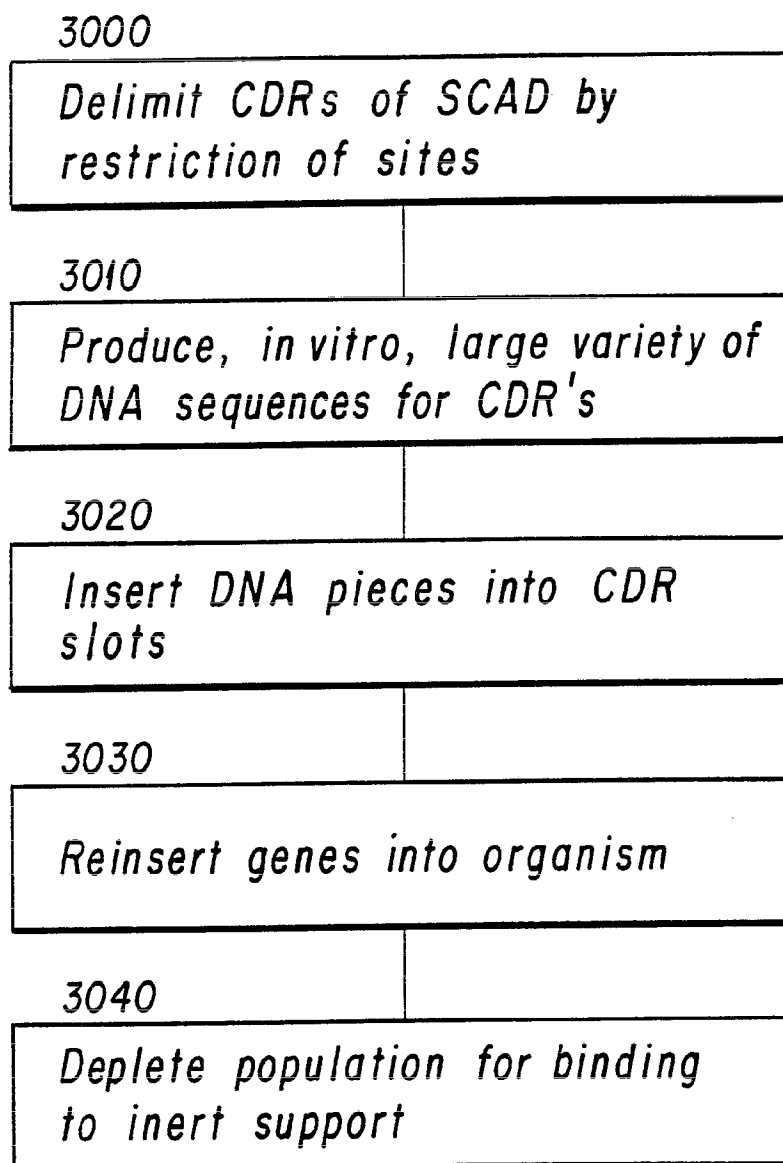 3000
Delimit CDRs of SCAD by
restriction of sites
3010
Produce, in vitro, large variety of
DNA sequences for CDR's
3020
Insert DNA pieces into CDR
slots
3030
Reinsert genes into organism
3040
Deplete population for binding
to inert support